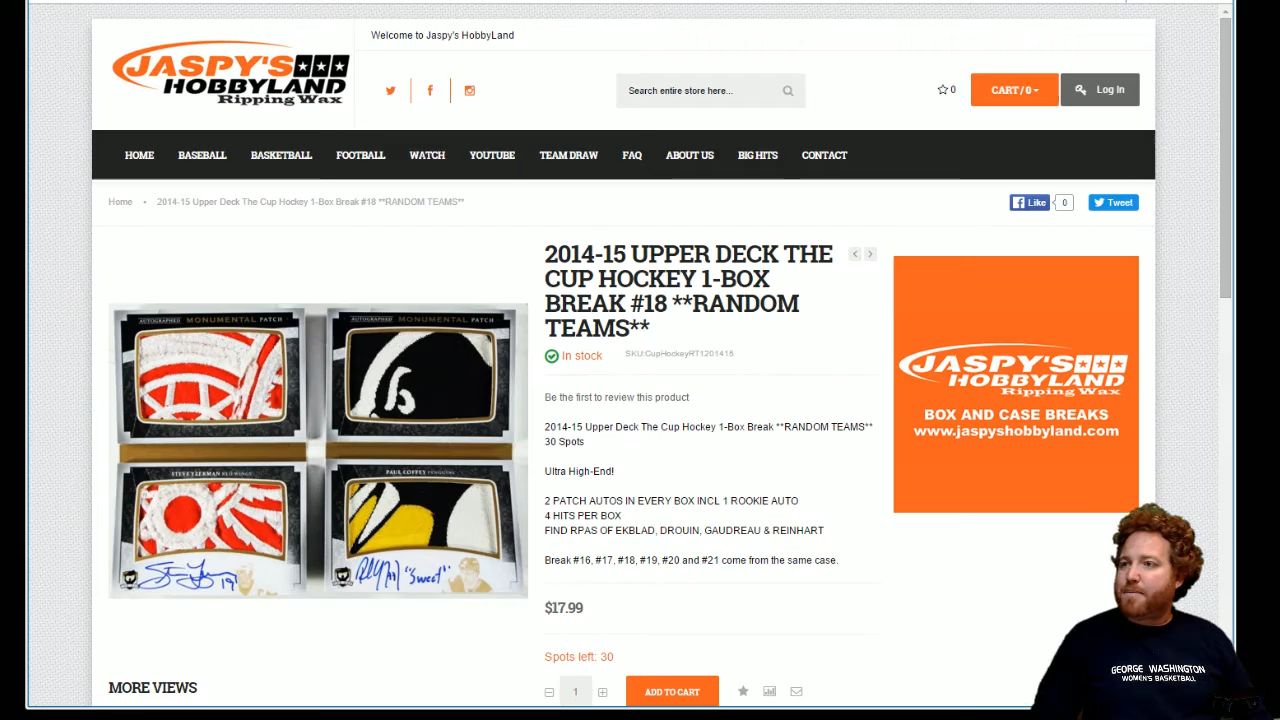 JASPY'S
HOBBYLAND
Ripping Wax
Welcome to Jaspy's HobbyLand
Search entire store here...
0
CART / 0
Log In
HOME BASEBALL BASKETBALL FOOTBALL WATCH YOUTUBE TEAM DRAW FAQ ABOUT US BIG HITS CONTACT
Home • 2014-15 Upper Deck The Cup Hockey 1-Box Break #18 **RANDOM TEAMS**
Like 0 Tweet
AUTOGRAPHED MONUMENTAL PATCH
AUTOGRAPHED MONUMENTAL PATCH
STEVE YZERMAN RED WINGS
PAUL COFFEY PENGUINS
19
"Sweet"
2014-15 UPPER DECK THE
CUP HOCKEY 1-BOX
BREAK #18 **RANDOM
TEAMS**
In stock SKU:CupHockeyRT1201415
Be the first to review this product
2014-15 Upper Deck The Cup Hockey 1-Box Break **RANDOM TEAMS**
30 Spots
Ultra High-End!
2 PATCH AUTOS IN EVERY BOX INCL 1 ROOKIE AUTO
4 HITS PER BOX
FIND RPAS OF EKBLAD, DROUIN, GAUDREAU & REINHART
Break #16, #17, #18, #19, #20 and #21 come from the same case.
$17.99
Spots left: 30
1
ADD TO CART
MORE VIEWS
JASPY'S
HOBBYLAND
Ripping Wax
BOX AND CASE BREAKS
www.jaspyshobbyland.com
GEORGE WASHINGTON
WOMEN'S BASKETBALL